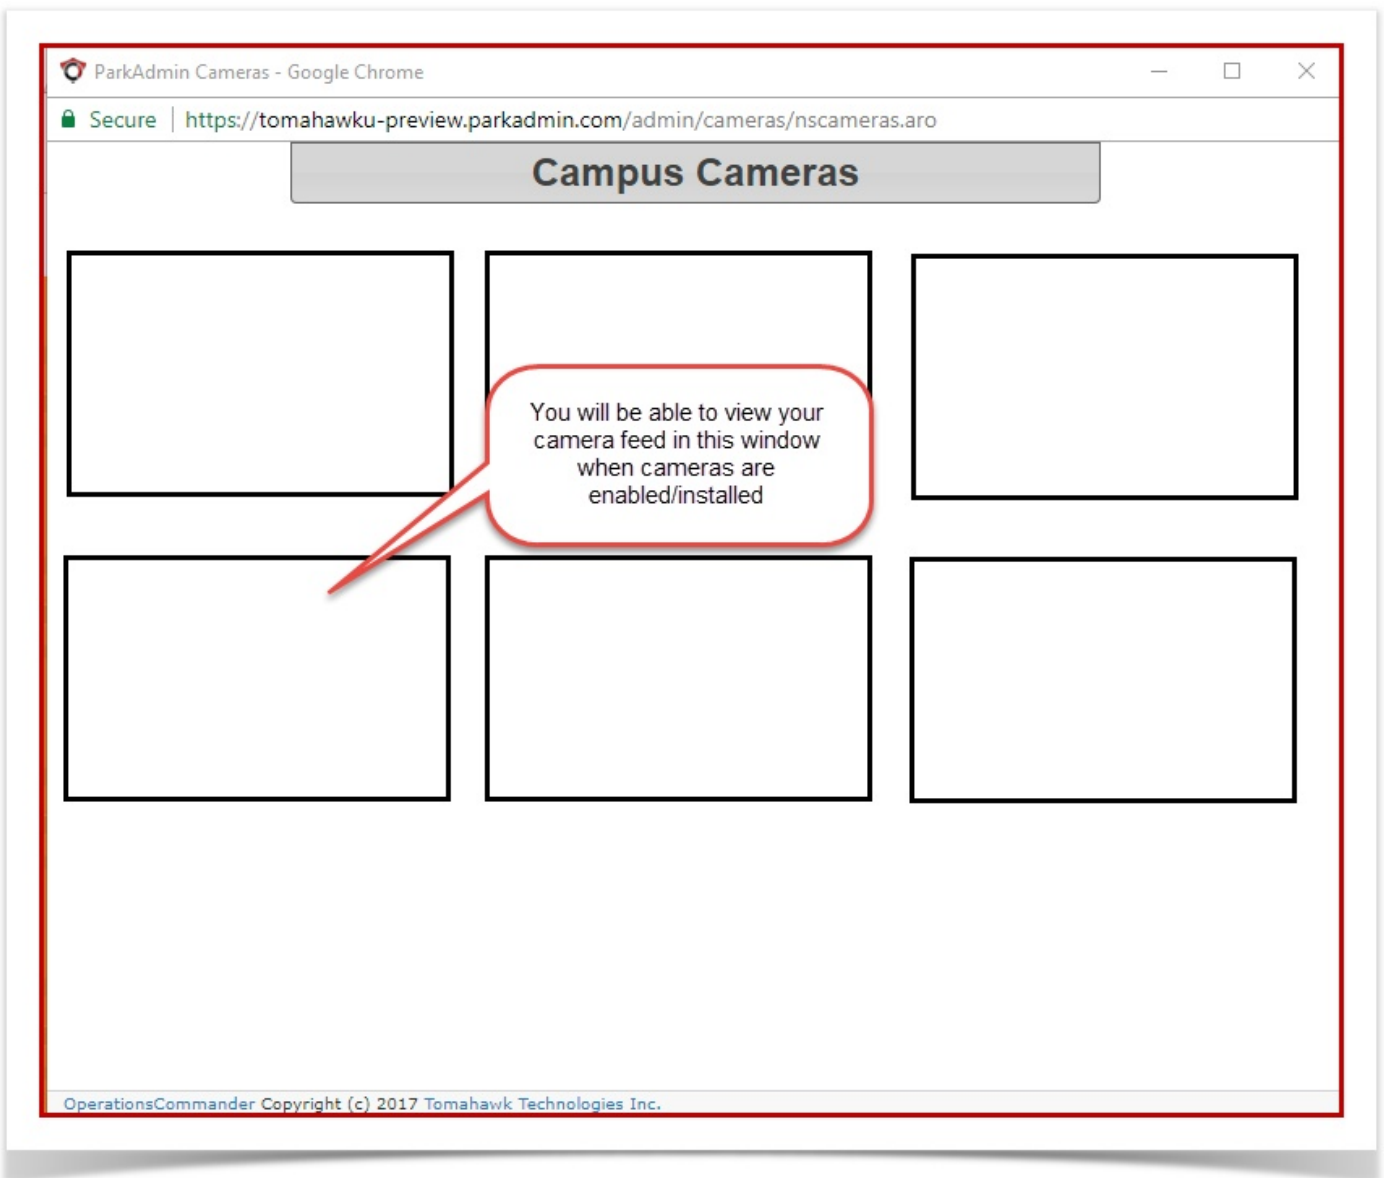 ParkAdmin Cameras - Google Chrome
Secure | https://tomahawku-preview.parkadmin.com/admin/cameras/nscameras.aro
Campus Cameras
You will be able to view your
camera feed in this window
when cameras are
enabled/installed
OperationsCommander Copyright (c) 2017 Tomahawk Technologies Inc.